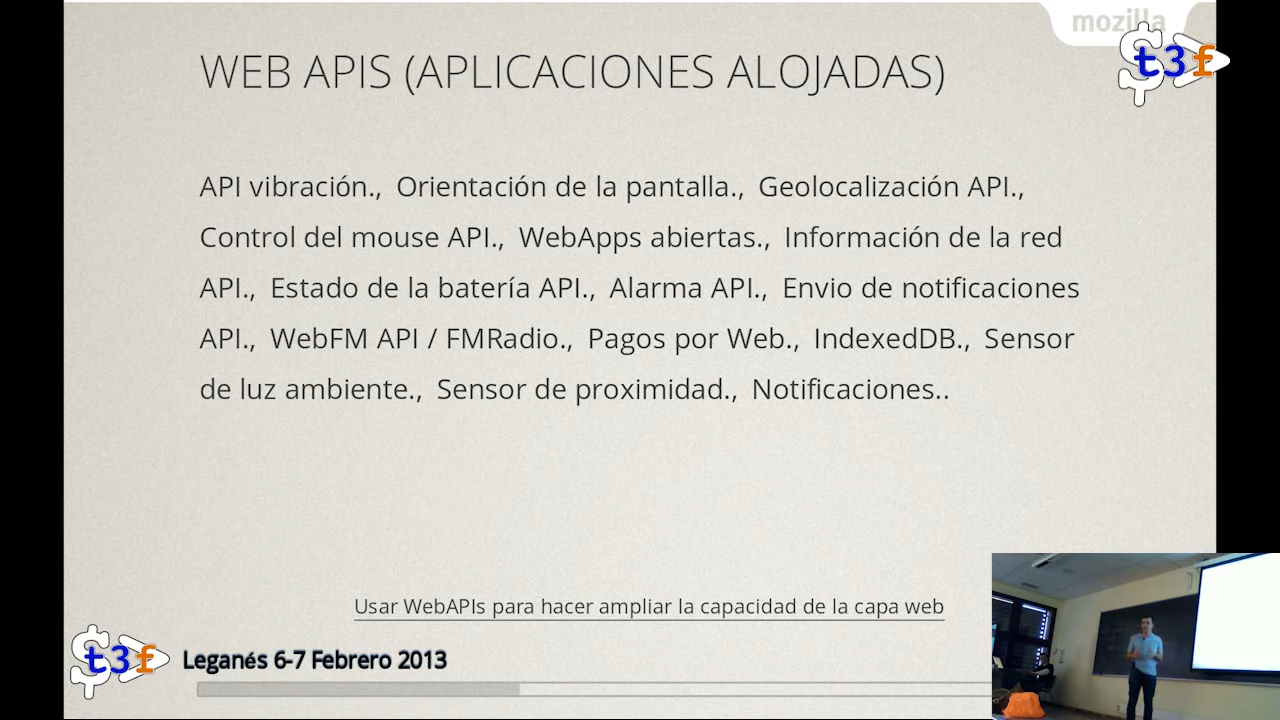 mozilla
t3f
WEB APIS (APLICACIONES ALOJADAS)
API vibración., Orientación de la pantalla., Geolocalización API.,
Control del mouse API., WebApps abiertas., Información de la red
API., Estado de la batería API., Alarma API., Envio de notificaciones
API., WebFM API / FMRadio., Pagos por Web., IndexedDB., Sensor
de luz ambiente., Sensor de proximidad., Notificaciones..
Usar WebAPIs para hacer ampliar la capacidad de la capa web
t3f
Leganés 6-7 Febrero 2013